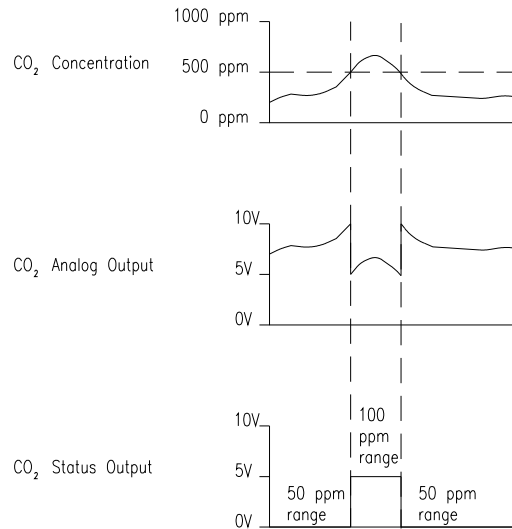 1000 ppm
CO₂ Concentration
500 ppm
0 ppm
10V
CO₂ Analog Output
5V
0V
100
ppm
range
10V
CO₂ Status Output
5V
50 ppm
range
50 ppm
range
0V